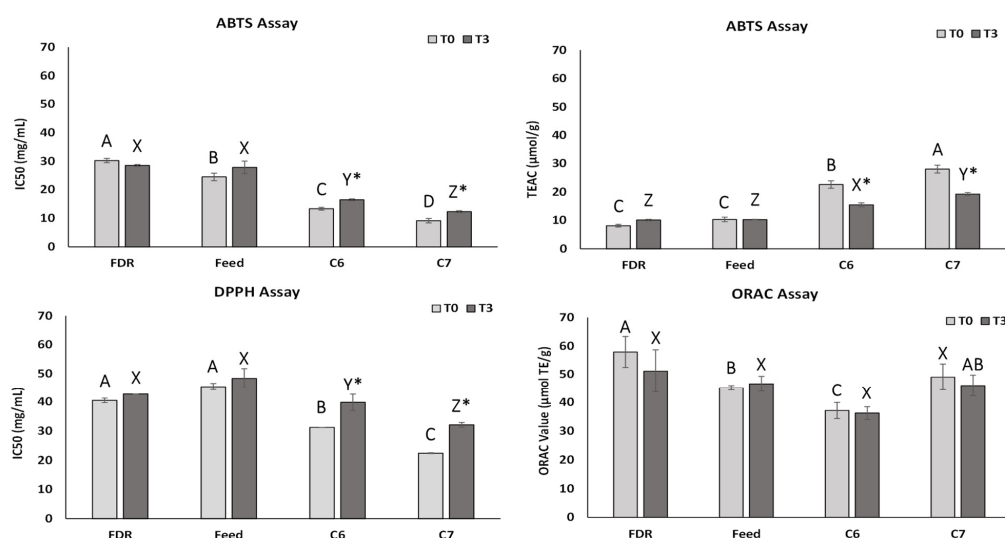 ABTS Assay
T0 T3
IC50 (mg/mL)
70
60
50
40
30
20
10
0
A X B X C Y* D Z*
FDR Feed C6 C7
ABTS Assay
T0 T3
TEAC (μmol/g)
70
60
50
40
30
20
10
0
C Z C Z B X* A Y*
FDR Feed C6 C7
DPPH Assay
T0 T3
IC50 (mg/mL)
70
60
50
40
30
20
10
0
A X A X B Y* C Z*
FDR Feed C6 C7
ORAC Assay
T0 T3
ORAC Value (μmol TE/g)
70
60
50
40
30
20
10
0
A X B X C X X AB
FDR Feed C6 C7